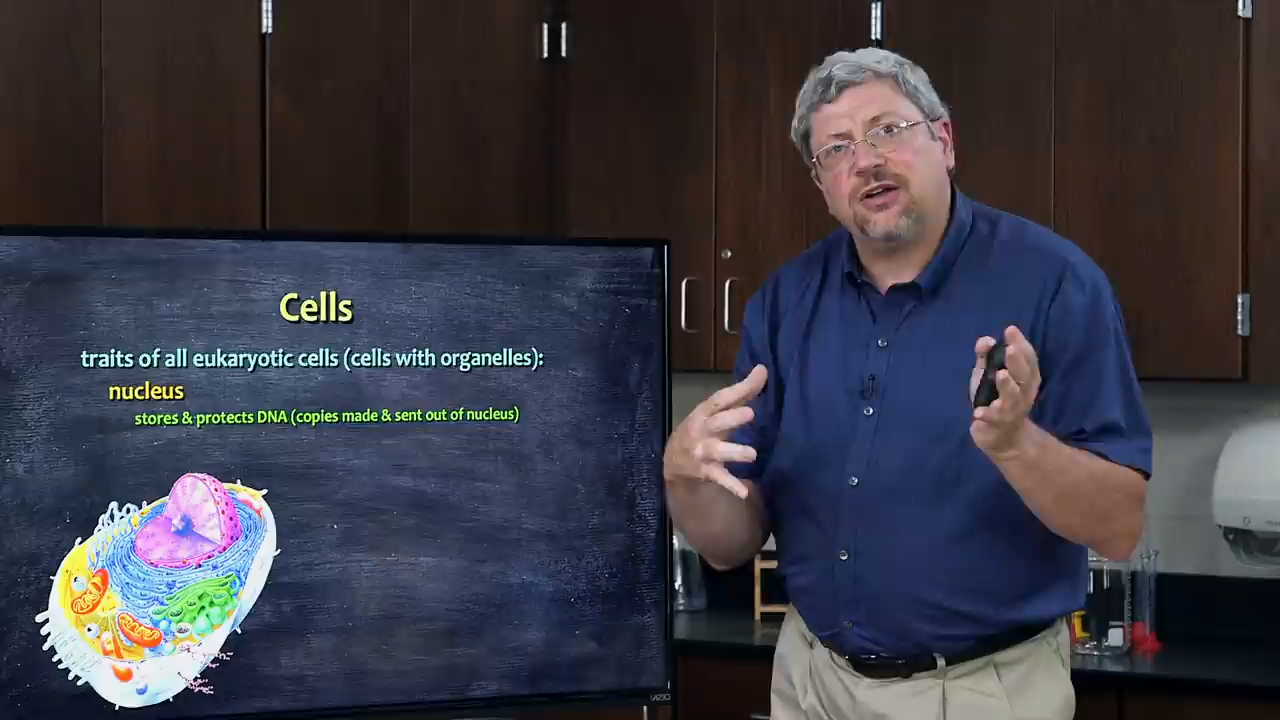 Cells
traits of all eukaryotic cells (cells with organelles):
nucleus
stores & protects DNA (copies made & sent out of nucleus)
VIZIO